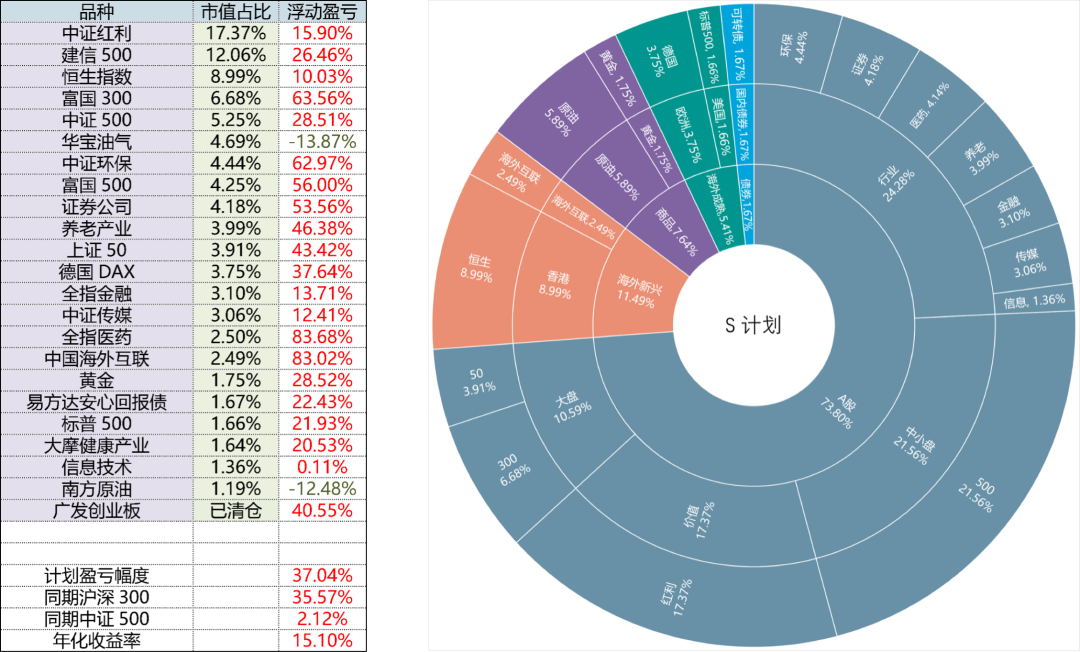 品种 市值占比 浮动盈亏
中证红利 17.37% 15.90%
建信 500 12.06% 26.46%
恒生指数 8.99% 10.03%
富国 300 6.68% 63.56%
中证 500 5.25% 28.51%
华宝油气 4.69% -13.87%
中证环保 4.44% 62.97%
富国 500 4.25% 56.00%
证券公司 4.18% 53.56%
养老产业 3.99% 46.38%
上证 50 3.91% 43.42%
德国 DAX 3.75% 37.64%
全指金融 3.10% 13.71%
中证传媒 3.06% 12.41%
全指医药 2.50% 83.68%
中国海外互联 2.49% 83.02%
黄金 1.75% 28.52%
易方达安心回报债 1.67% 22.43%
标普 500 1.66% 21.93%
大摩健康产业 1.64% 20.53%
信息技术 1.36% 0.11%
南方原油 1.19% -12.48%
广发创业板 已清仓 40.55%
计划盈亏幅度 37.04%
同期沪深 300 35.57%
同期中证 500 2.12%
年化收益率 15.10%
S 计划
A股
73.80%
行业
24.28%
中小盘
21.56%
价值
17.37%
大盘
10.59%
环保
4.44%
证券
4.18%
医药, 4.14%
养老
3.99%
金融
3.10%
传媒
3.06%
信息, 1.36%
500
21.56%
红利
17.37%
300
6.68%
50
3.91%
海外新兴
11.49%
香港
8.99%
恒生
8.99%
海外互联,2.49%
海外互联
2.49%
商品,7.64%
原油,5.89%
原油
5.89%
黄金,1.75%
黄金, 1.75%
海外成熟,5.41%
欧洲,3.75%
德国
3.75%
美国,1.66%
标普500, 1.66%
债券,1.67%
国内债券,1.67%
可转债, 1.67%